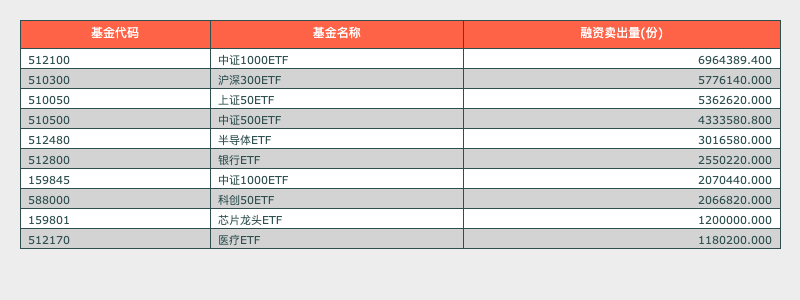 基金代码 基金名称 融资卖出量(份)
512100 中证1000ETF 6964389.400
510300 沪深300ETF 5776140.000
510050 上证50ETF 5362620.000
510500 中证500ETF 4333580.800
512480 半导体ETF 3016580.000
512800 银行ETF 2550220.000
159845 中证1000ETF 2070440.000
588000 科创50ETF 2066820.000
159801 芯片龙头ETF 1200000.000
512170 医疗ETF 1180200.000